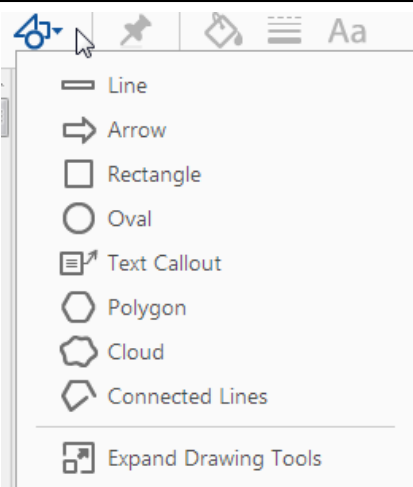 Aa
Line
Arrow
Rectangle
Oval
Text Callout
Polygon
Cloud
Connected Lines
Expand Drawing Tools